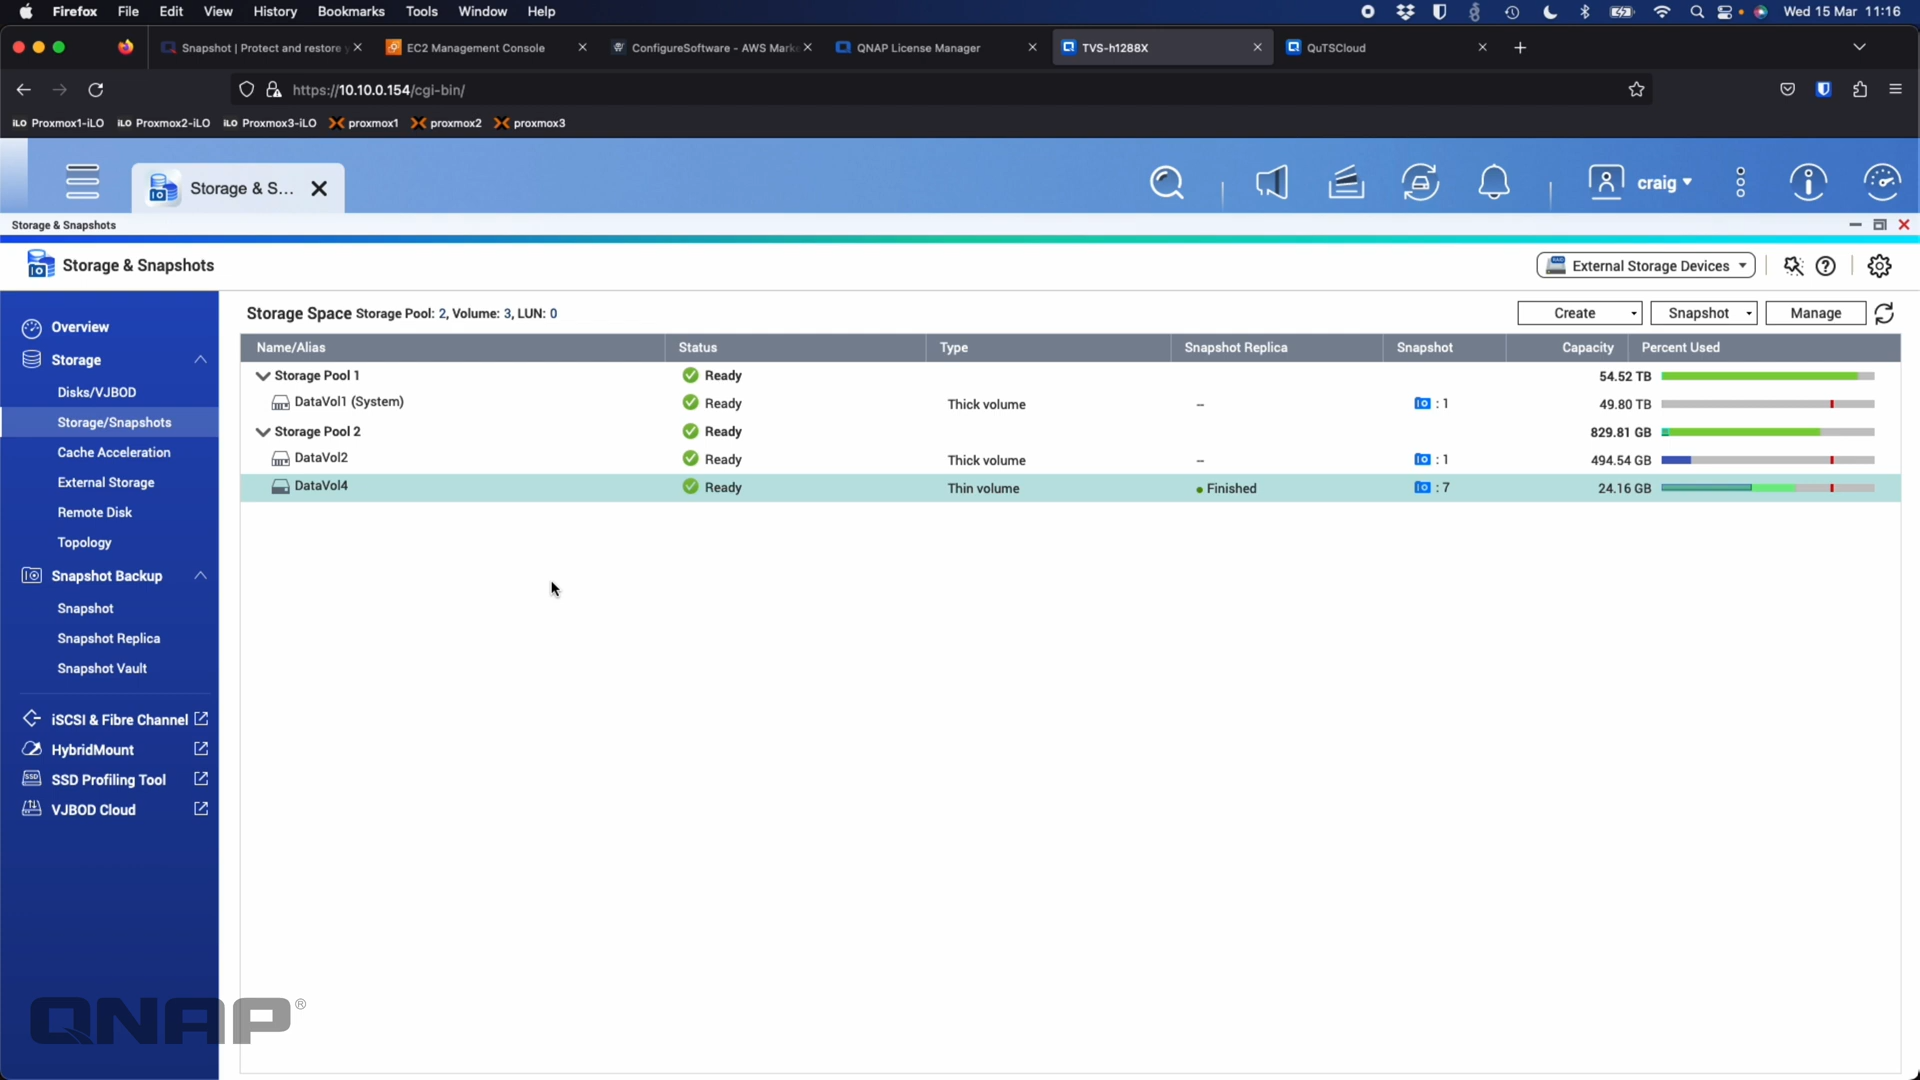 Firefox File Edit View History Bookmarks Tools Window Help Wed 15 Mar 11:16
Snapshot | Protect and restore EC2 Management Console ConfigureSoftware - AWS Mark QNAP License Manager TVS-h1288X QuTSCloud
https://10.10.0.154/cgi-bin/
iLO Proxmox1-iLO iLO Proxmox2-iLO iLO Proxmox3-iLO proxmox1 proxmox2 proxmox3
Storage & S... craig
Storage & Snapshots
Storage & Snapshots External Storage Devices
Storage Space Storage Pool: 2, Volume: 3, LUN: 0 Create Snapshot Manage
Name/Alias Status Type Snapshot Replica Snapshot Capacity Percent Used
Storage Pool 1 Ready 54.52 TB
DataVol1 (System) Ready Thick volume -- : 1 49.80 TB
Storage Pool 2 Ready 829.81 GB
DataVol2 Ready Thick volume -- : 1 494.54 GB
DataVol4 Ready Thin volume Finished : 7 24.16 GB
Overview
Storage
Disks/VJBOD
Storage/Snapshots
Cache Acceleration
External Storage
Remote Disk
Topology
Snapshot Backup
Snapshot
Snapshot Replica
Snapshot Vault
iSCSI & Fibre Channel
HybridMount
SSD Profiling Tool
VJBOD Cloud
QNAP®